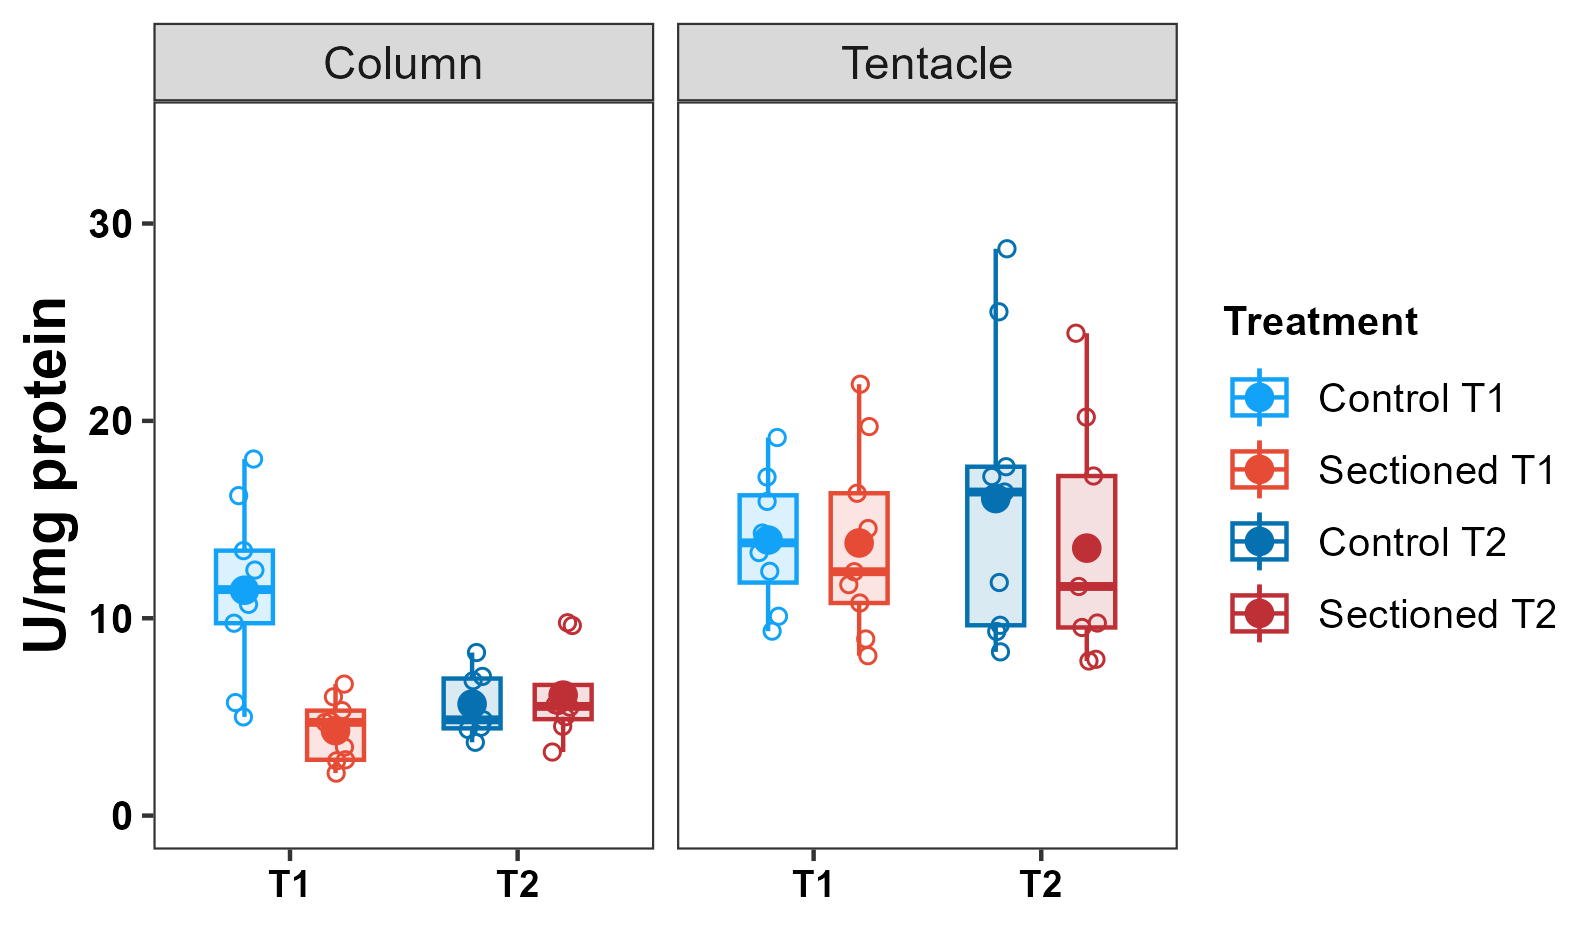 Column
Tentacle
U/mg protein
30
20
10
0
T1
T2
T1
T2
Treatment
Control T1
Sectioned T1
Control T2
Sectioned T2